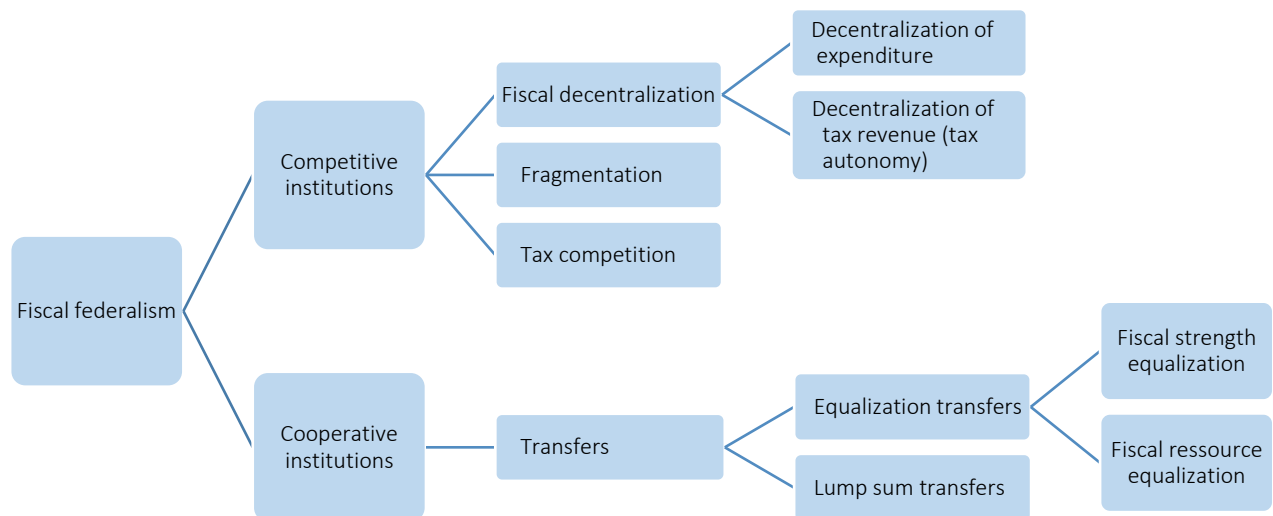 Fiscal federalism
Competitive
institutions
Fiscal decentralization
Decentralization of
expenditure
Decentralization of
tax revenue (tax
autonomy)
Fragmentation
Tax competition
Cooperative
institutions
Transfers
Equalization transfers
Fiscal strength
equalization
Fiscal ressource
equalization
Lump sum transfers